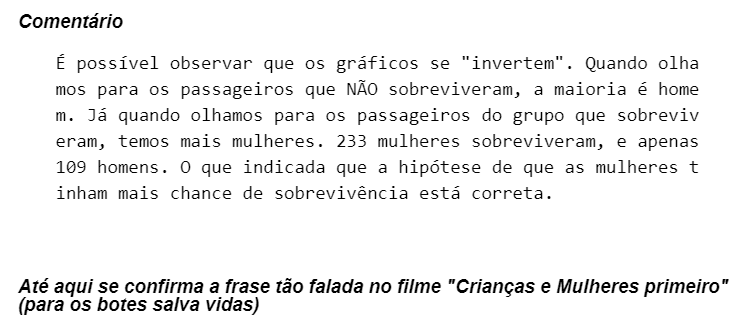 Comentário
É possível observar que os gráficos se "invertem". Quando olha
mos para os passageiros que NÃO sobreviveram, a maioria é home
m. Já quando olhamos para os passageiros do grupo que sobreviv
eram, temos mais mulheres. 233 mulheres sobreviveram, e apenas
109 homens. O que indicada que a hipótese de que as mulheres t
inham mais chance de sobrevivência está correta.
Até aqui se confirma a frase tão falada no filme "Crianças e Mulheres primeiro"
(para os botes salva vidas)